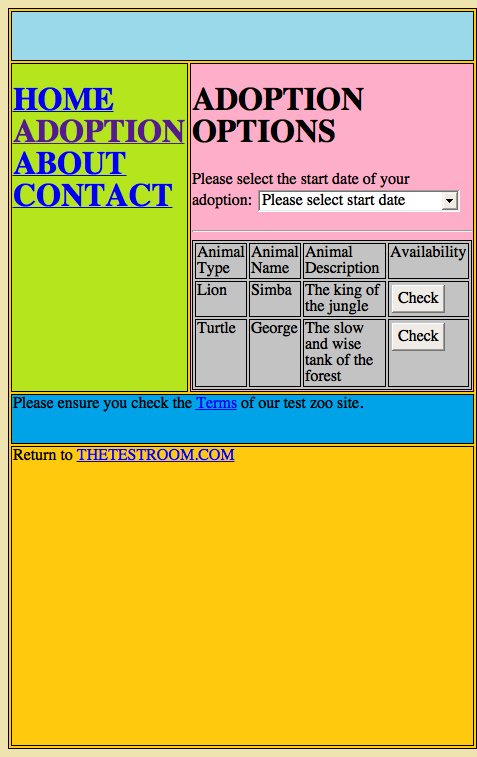 HOME
ADOPTION
ABOUT
CONTACT
ADOPTION
OPTIONS
Please select the start date of your
adoption: Please select start date
Animal Type Animal Name Animal Description Availability
Lion Simba The king of the jungle Check
Turtle George The slow and wise tank of the forest Check
Please ensure you check the Terms of our test zoo site.
Return to THETESTROOM.COM